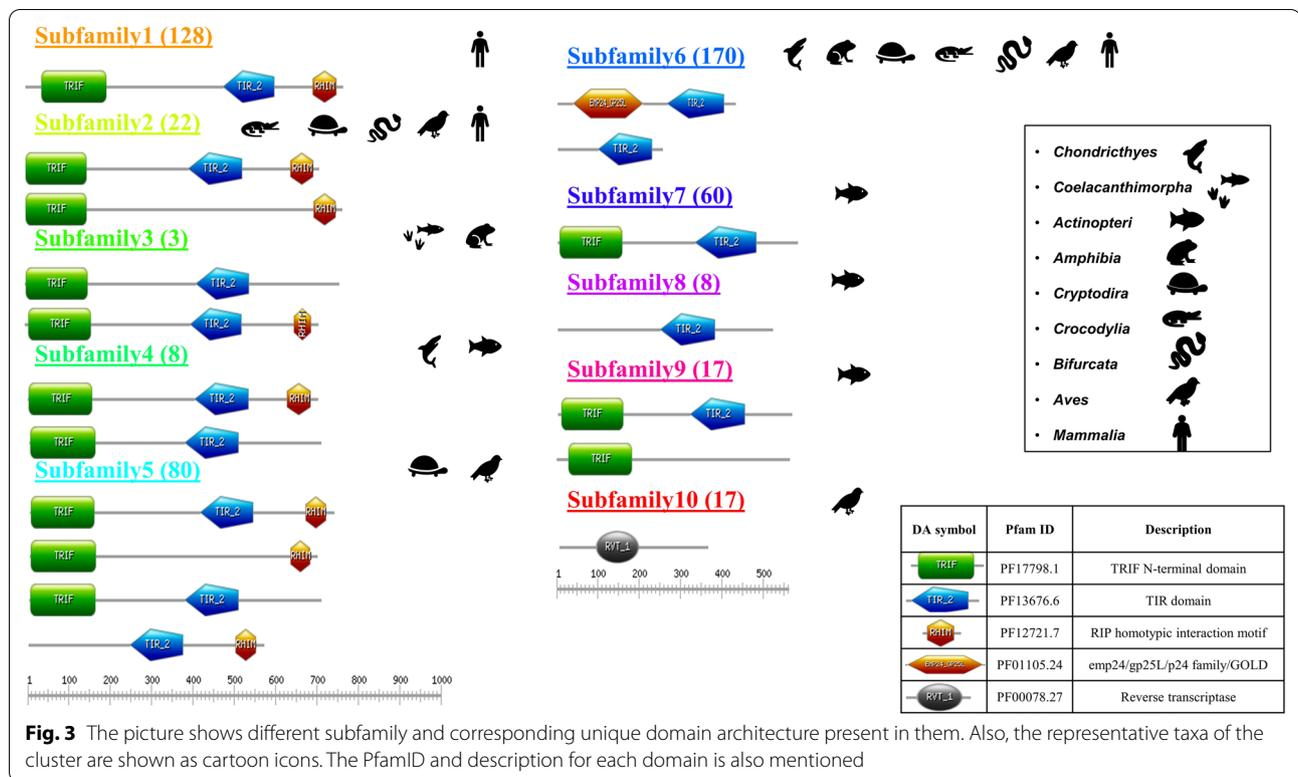 Subfamily1 (128)
TRIF TIR_2 RHIM
Subfamily2 (22)
TRIF TIR_2 RHIM
TRIF RHIM
Subfamily3 (3)
TRIF TIR_2
TRIF TIR_2 RHIM
Subfamily4 (8)
TRIF TIR_2 RHIM
TRIF TIR_2
Subfamily5 (80)
TRIF TIR_2 RHIM
TRIF RHIM
TRIF TIR_2
TIR_2 RHIM
1 100 200 300 400 500 600 700 800 900 1000
Subfamily6 (170)
EMP24_GP25L TIR_2
TIR_2
Subfamily7 (60)
TRIF TIR_2
Subfamily8 (8)
TIR_2
Subfamily9 (17)
TRIF TIR_2
TRIF
Subfamily10 (17)
RVT_1
1 100 200 300 400 500
• Chondricthyes
• Coelacanthimorpha
• Actinopteri
• Amphibia
• Cryptodira
• Crocodylia
• Bifurcata
• Aves
• Mammalia
DA symbol Pfam ID Description
TRIF PF17798.1 TRIF N-terminal domain
TIR_2 PF13676.6 TIR domain
RHIM PF12721.7 RIP homotypic interaction motif
EMP24_GP25L PF01105.24 emp24/gp25L/p24 family/GOLD
RVT_1 PF00078.27 Reverse transcriptase
Fig. 3 The picture shows different subfamily and corresponding unique domain architecture present in them. Also, the representative taxa of the
cluster are shown as cartoon icons. The PfamID and description for each domain is also mentioned